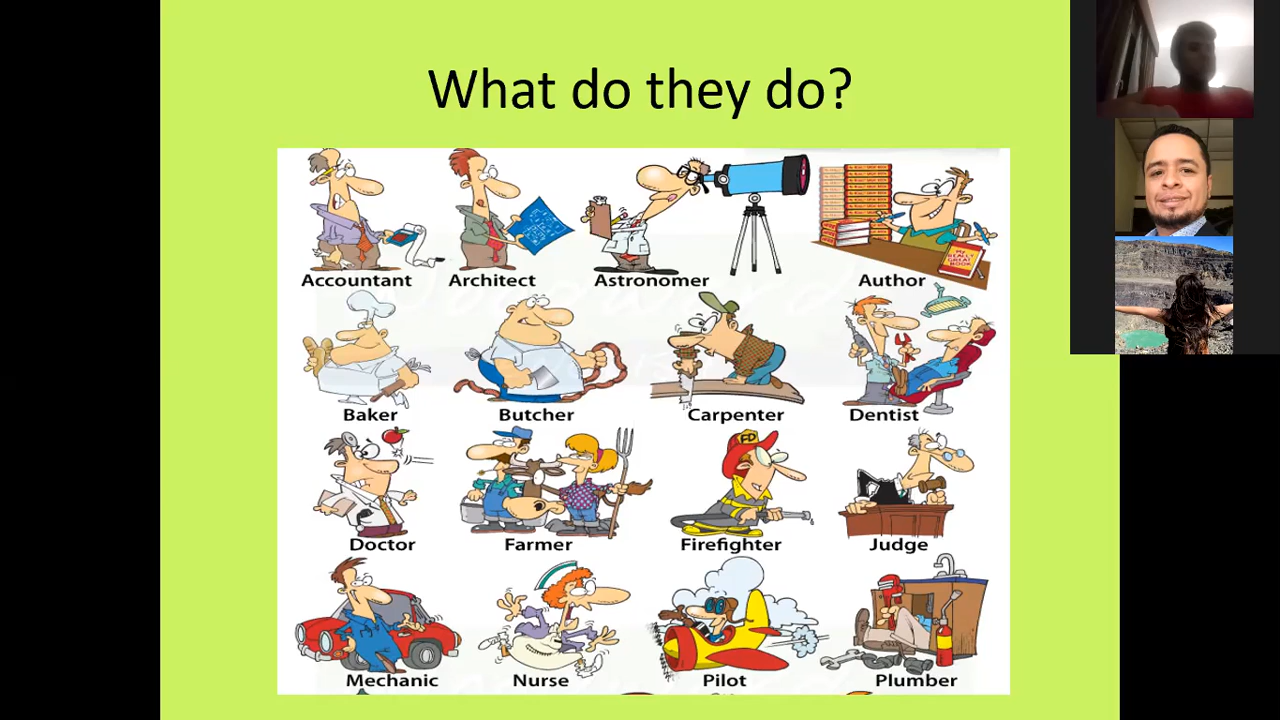 What do they do?
Accountant Architect Astronomer Author
Baker Butcher Carpenter Dentist
FD
Doctor Farmer Firefighter Judge
Mechanic Nurse Pilot Plumber